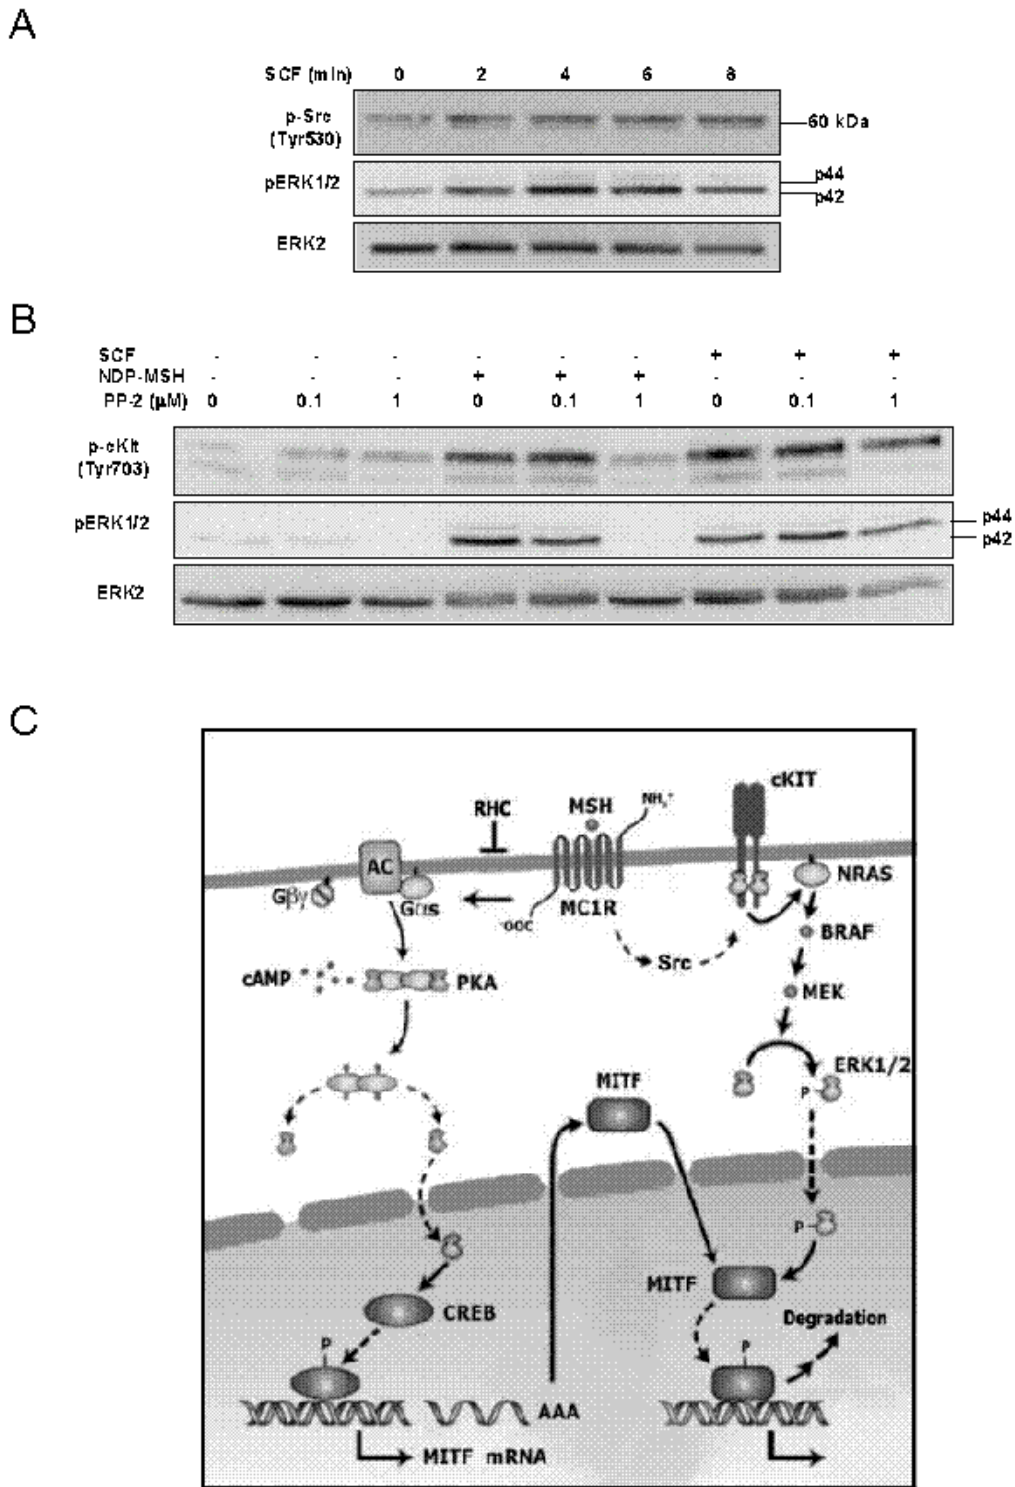 A
SCF (min) 0 2 4 6 8
p-Src
(Tyr530)
60 kDa
pERK1/2
p44
p42
ERK2
B
SCF - - - - - - + + +
NDP-MSH - - - + + + - - -
PP-2 (µM) 0 0.1 1 0 0.1 1 0 0.1 1
p-cKit
(Tyr703)
pERK1/2
p44
p42
ERK2
C
cKIT
RHC
MSH
NH₃⁺
AC
NRAS
Gβγ
Gαs
MC1R
⁻OOC
BRAF
Src
cAMP
PKA
MEK
ERK1/2
P
MITF
P
MITF
CREB
Degradation
P
P
AAA
MITF mRNA